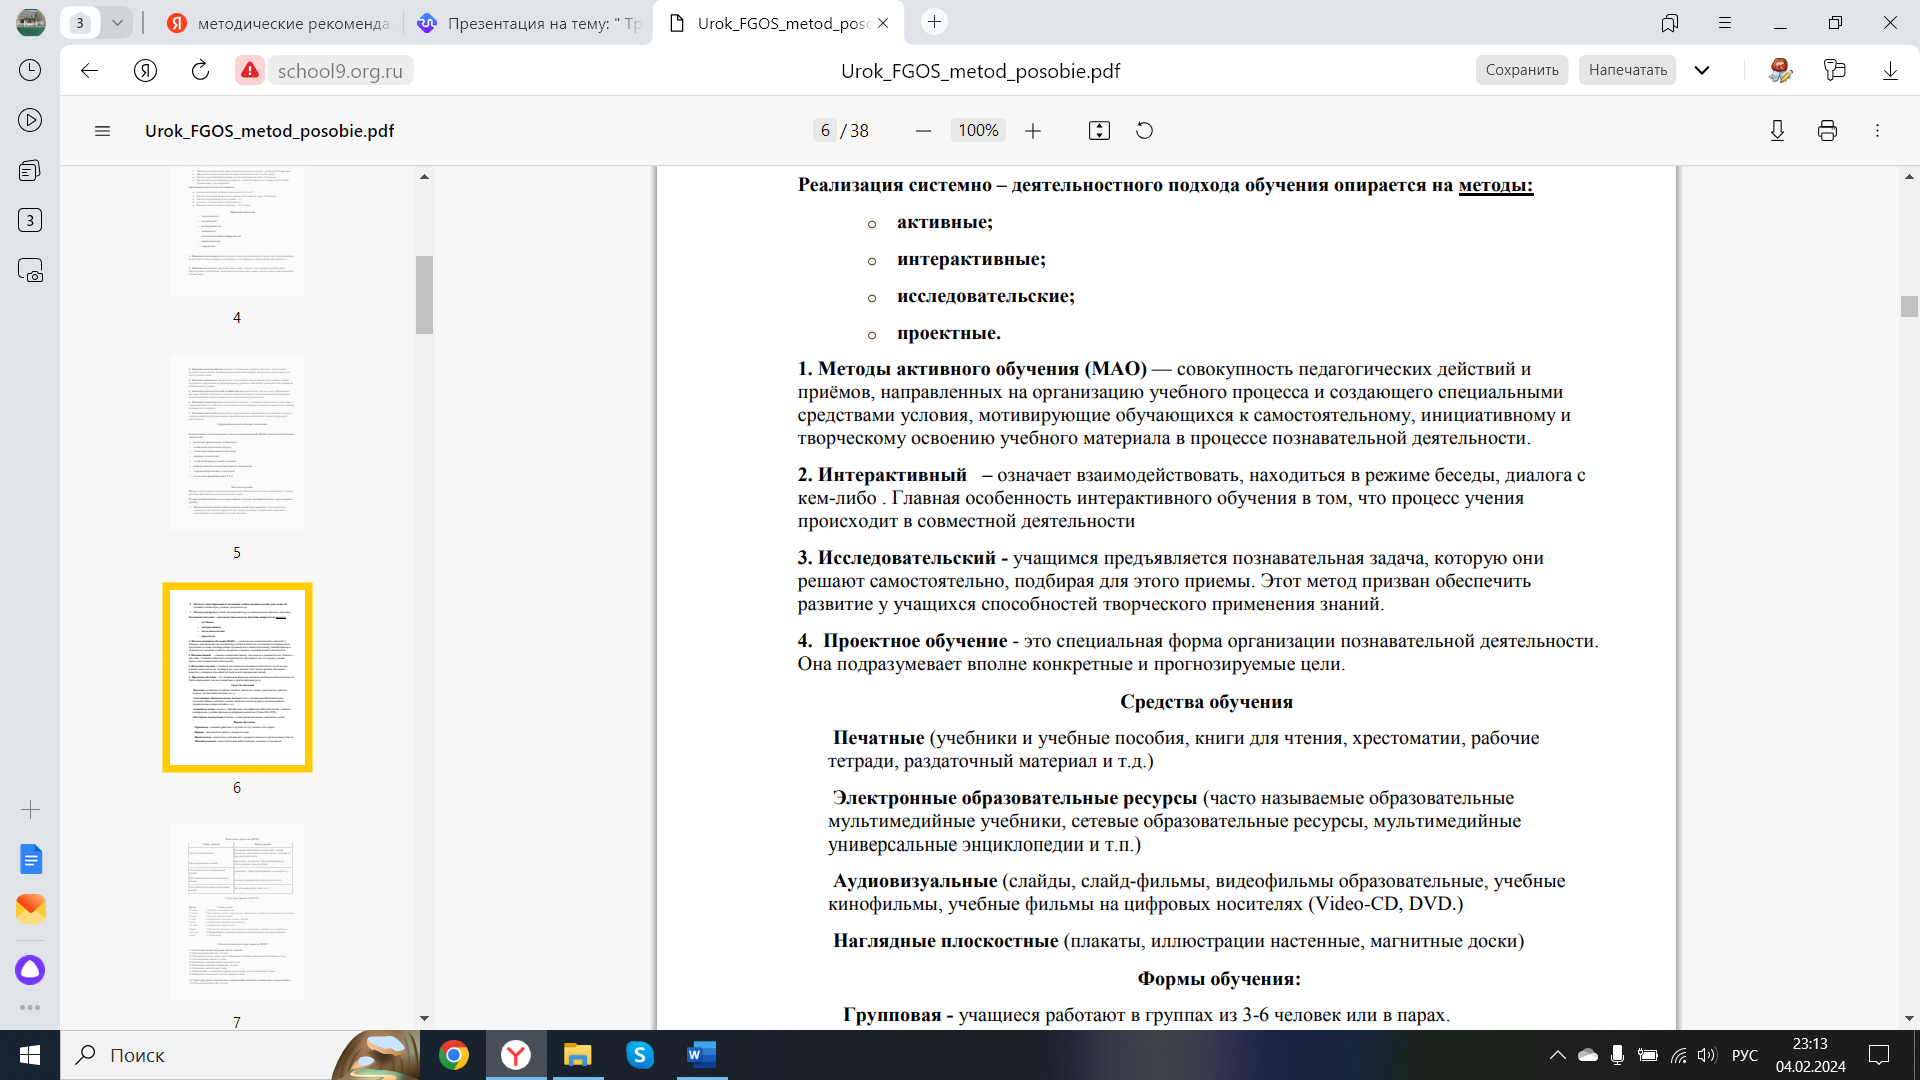 3
методические рекоменда
Презентация на тему: " Тр
Urok_FGOS_metod_pos
school9.org.ru
Urok_FGOS_metod_posobie.pdf
Сохранить
Напечатать
Urok_FGOS_metod_posobie.pdf
6 / 38
100%
3
4
5
6
7
Реализация системно – деятельностного подхода обучения опирается на методы:
o активные;
o интерактивные;
o исследовательские;
o проектные.
1. Методы активного обучения (МАО) — совокупность педагогических действий и
приёмов, направленных на организацию учебного процесса и создающего специальными
средствами условия, мотивирующие обучающихся к самостоятельному, инициативному и
творческому освоению учебного материала в процессе познавательной деятельности.
2. Интерактивный – означает взаимодействовать, находиться в режиме беседы, диалога с
кем-либо . Главная особенность интерактивного обучения в том, что процесс учения
происходит в совместной деятельности
3. Исследовательский - учащимся предъявляется познавательная задача, которую они
решают самостоятельно, подбирая для этого приемы. Этот метод призван обеспечить
развитие у учащихся способностей творческого применения знаний.
4. Проектное обучение - это специальная форма организации познавательной деятельности.
Она подразумевает вполне конкретные и прогнозируемые цели.
Средства обучения
Печатные (учебники и учебные пособия, книги для чтения, хрестоматии, рабочие
тетради, раздаточный материал и т.д.)
Электронные образовательные ресурсы (часто называемые образовательные
мультимедийные учебники, сетевые образовательные ресурсы, мультимедийные
универсальные энциклопедии и т.п.)
Аудиовизуальные (слайды, слайд-фильмы, видеофильмы образовательные, учебные
кинофильмы, учебные фильмы на цифровых носителях (Video-CD, DVD.)
Наглядные плоскостные (плакаты, иллюстрации настенные, магнитные доски)
Формы обучения:
Групповая - учащиеся работают в группах из 3-6 человек или в парах.
Поиск
РУС
23:13
04.02.2024